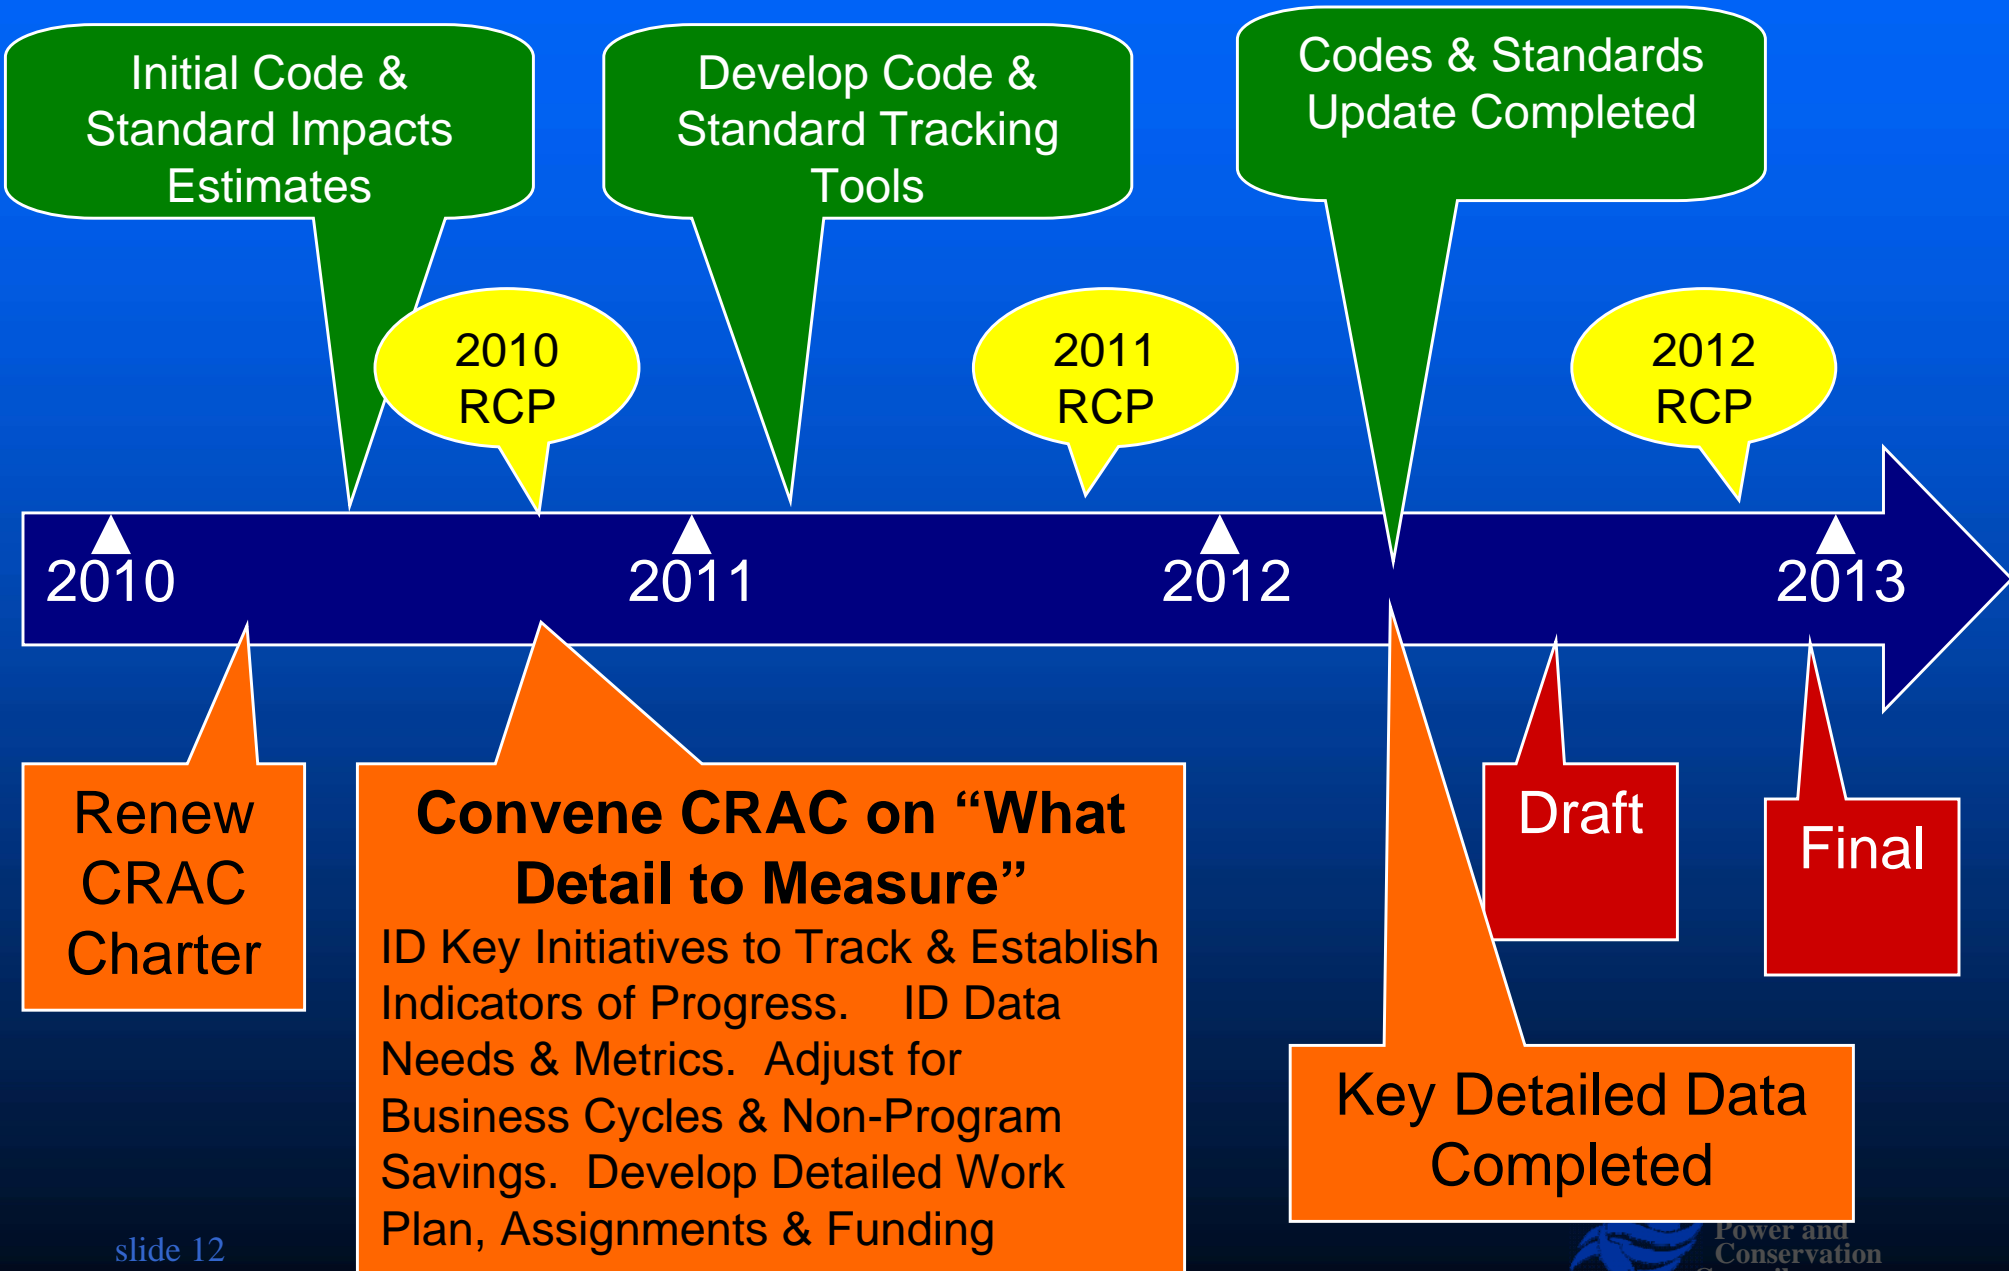 Initial Code &
Standard Impacts
Estimates
Develop Code &
Standard Tracking
Tools
Codes & Standards
Update Completed
2010
RCP
2011
RCP
2012
RCP
2010
2011
2012
2013
Renew
CRAC
Charter
Convene CRAC on “What
Detail to Measure”
ID Key Initiatives to Track & Establish
Indicators of Progress. ID Data
Needs & Metrics. Adjust for
Business Cycles & Non-Program
Savings. Develop Detailed Work
Plan, Assignments & Funding
Draft
Final
Key Detailed Data
Completed
slide 12
Power and
Conservation